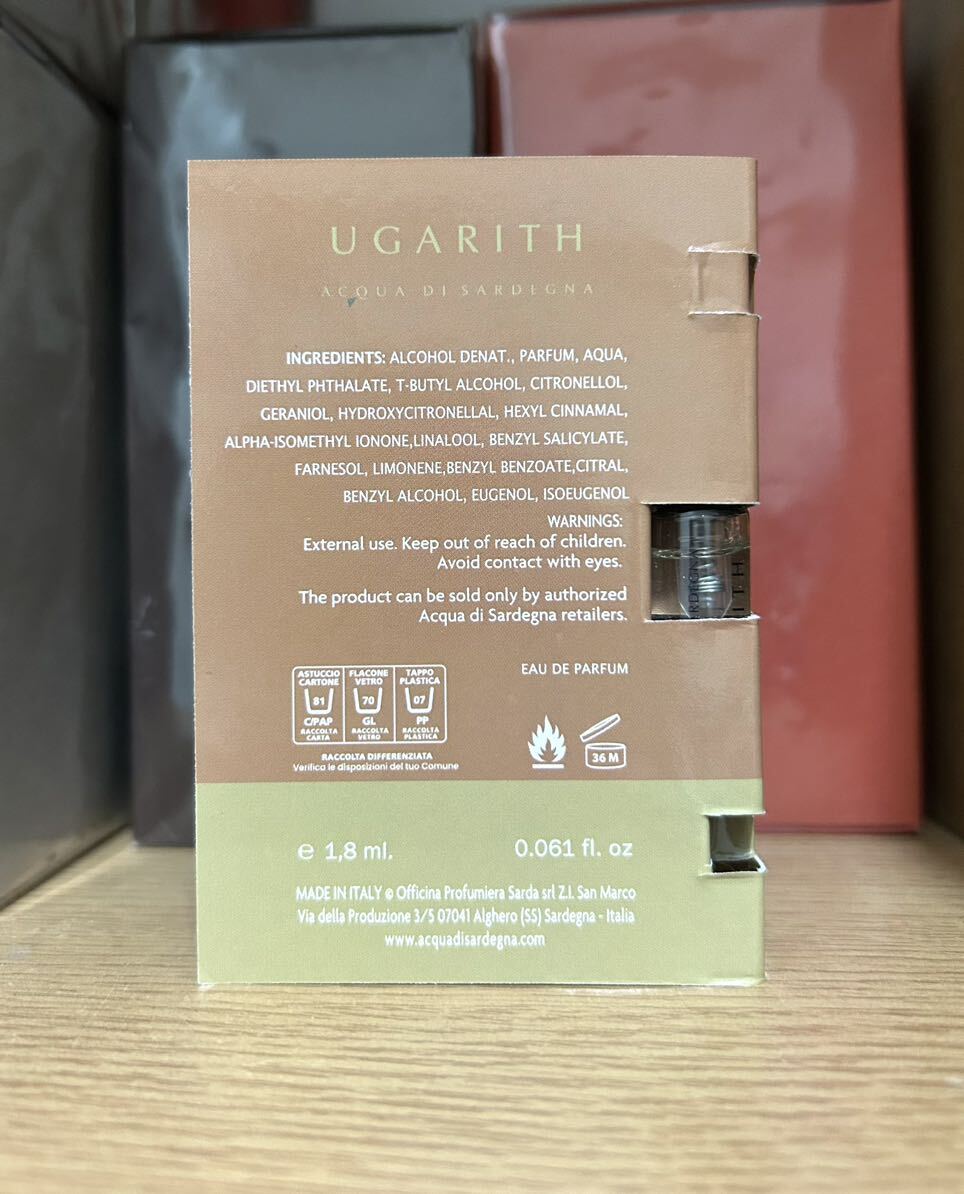 UGARITH
ACQUA DI SARDEGNA
INGREDIENTS: ALCOHOL DENAT., PARFUM, AQUA,
DIETHYL PHTHALATE, T-BUTYL ALCOHOL, CITRONELLOL,
GERANIOL, HYDROXYCITRONELLAL, HEXYL CINNAMAL,
ALPHA-ISOMETHYL IONONE,LINALOOL, BENZYL SALICYLATE,
FARNESOL, LIMONENE,BENZYL BENZOATE,CITRAL,
BENZYL ALCOHOL, EUGENOL, ISOEUGENOL
WARNINGS:
External use. Keep out of reach of children.
Avoid contact with eyes.
The product can be sold only by authorized
Acqua di Sardegna retailers.
EAU DE PARFUM
ASTUCCIO FLACONE TAPPO
CARTONE VETRO PLASTICA
81 70 07
C/PAP GL PP
RACCOLTA RACCOLTA RACCOLTA
CARTA VETRO PLASTICA
RACCOLTA DIFFERENZIATA
Verifica le disposizioni del tuo Comune
36 M
e 1,8 ml. 0.061 fl. oz
MADE IN ITALY © Officina Profumiera Sarda srl Z.I. San Marco
Via della Produzione 3/5 07041 Alghero (SS) Sardegna - Italia
www.acquadisardegna.com